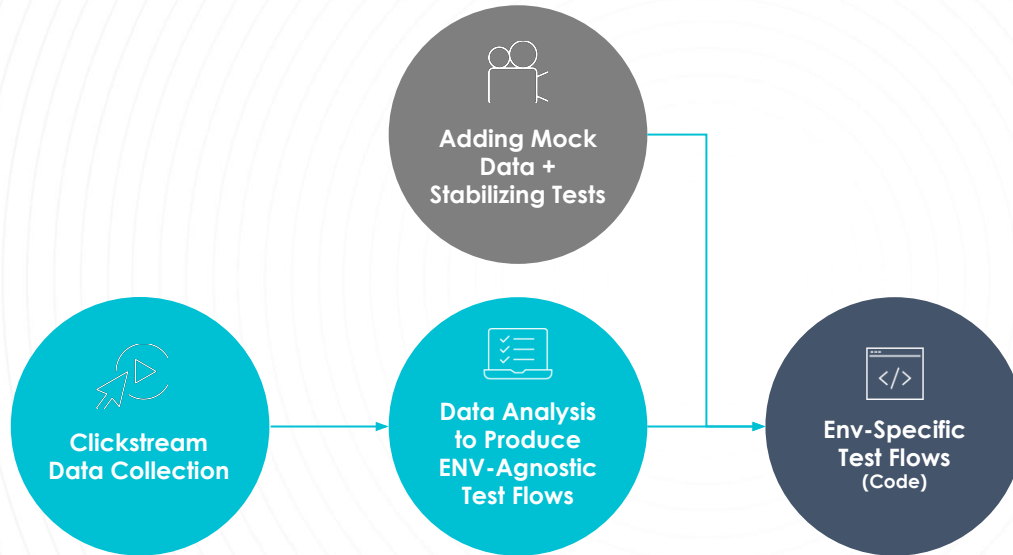 Adding Mock
Data +
Stabilizing Tests
Clickstream
Data Collection
Data Analysis
to Produce
ENV-Agnostic
Test Flows
</>
Env-Specific
Test Flows
(Code)